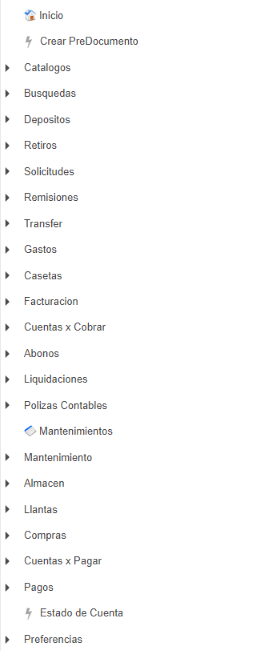 Inicio
Crear PreDocumento
Catalogos
Busquedas
Depositos
Retiros
Solicitudes
Remisiones
Transfer
Gastos
Casetas
Facturacion
Cuentas x Cobrar
Abonos
Liquidaciones
Polizas Contables
Mantenimientos
Mantenimiento
Almacen
Llantas
Compras
Cuentas x Pagar
Pagos
Estado de Cuenta
Preferencias